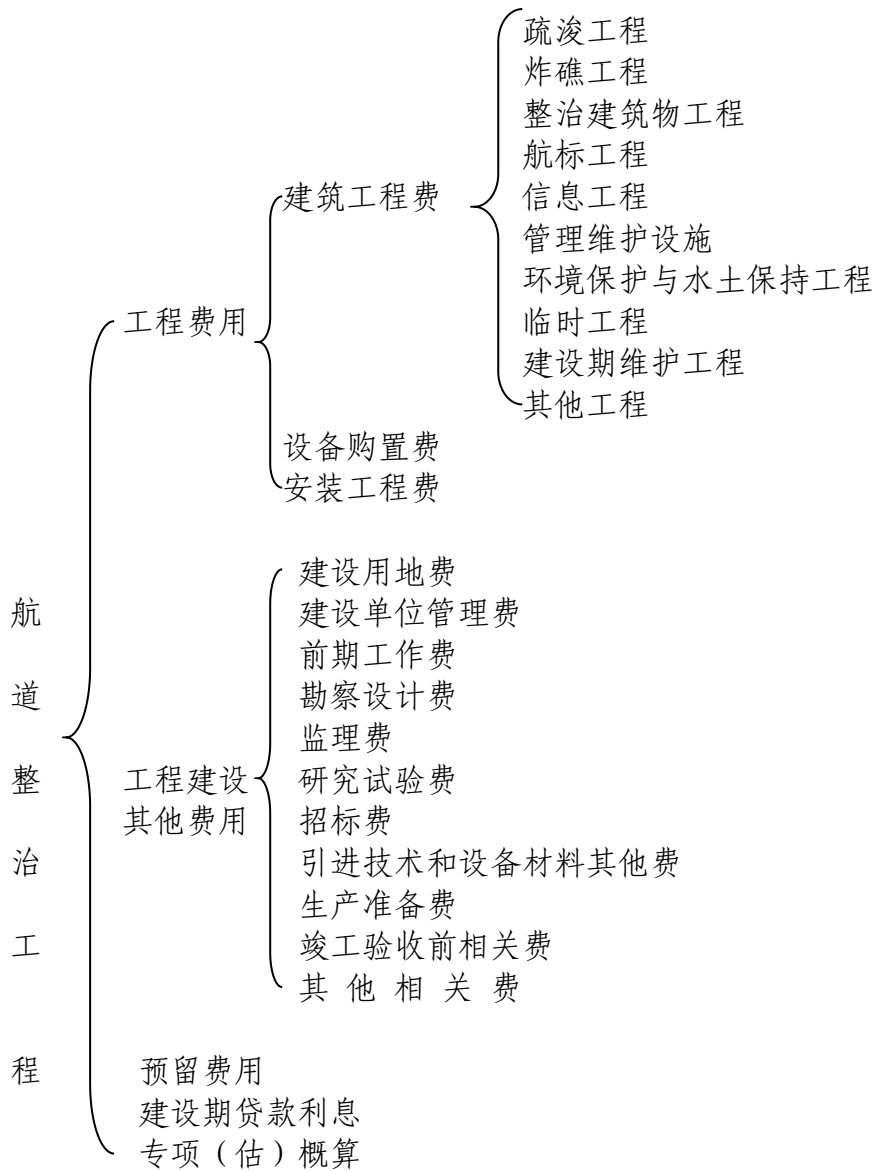 疏浚工程
炸礁工程
整治建筑物工程
航标工程
建筑工程费
信息工程
管理维护设施
环境保护与水土保持工程
工程费用
临时工程
建设期维护工程
其他工程
设备购置费
安装工程费
建设用地费
航
建设单位管理费
前期工作费
道
勘察设计费
监理费
整
工程建设
研究试验费
其他费用
招标费
治
引进技术和设备材料其他费
生产准备费
工
竣工验收前相关费
其他相关费
程
预留费用
建设期贷款利息
专项（估）概算